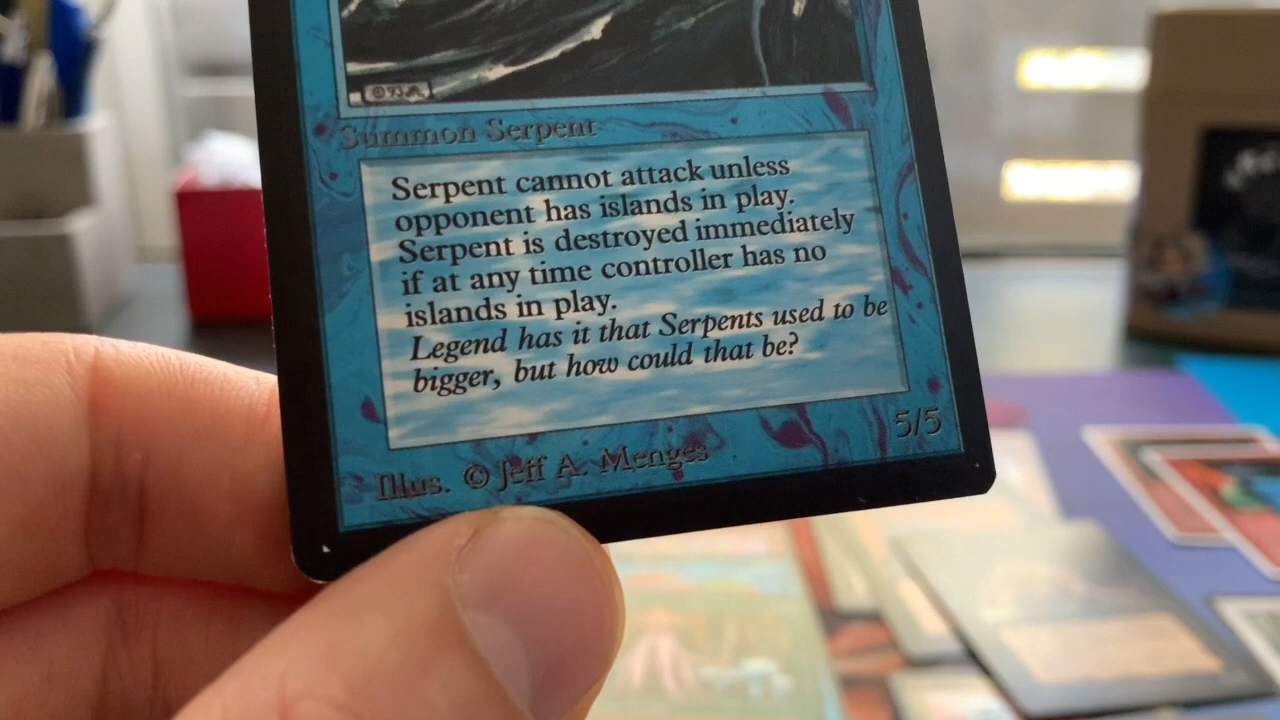 ©93
Summon Serpent
Serpent cannot attack unless
opponent has islands in play.
Serpent is destroyed immediately
if at any time controller has no
islands in play.
Legend has it that Serpents used to be
bigger, but how could that be?
5/5
Illus. © Jeff A. Menges